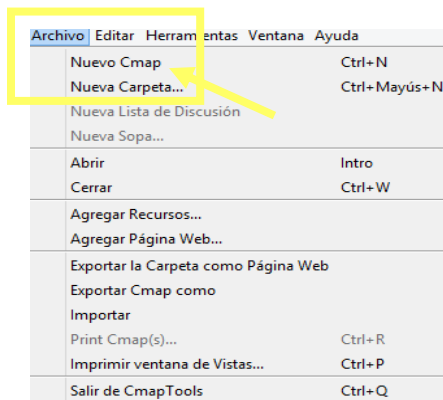 Archivo Editar Herramientas Ventana Ayuda
Nuevo Cmap Ctrl+N
Nueva Carpeta... Ctrl+Mayús+N
Nueva Lista de Discusión
Nueva Sopa...
Abrir Intro
Cerrar Ctrl+W
Agregar Recursos...
Agregar Página Web...
Exportar la Carpeta como Página Web
Exportar Cmap como
Importar
Print Cmap(s)... Ctrl+R
Imprimir ventana de Vistas... Ctrl+P
Salir de CmapTools Ctrl+Q